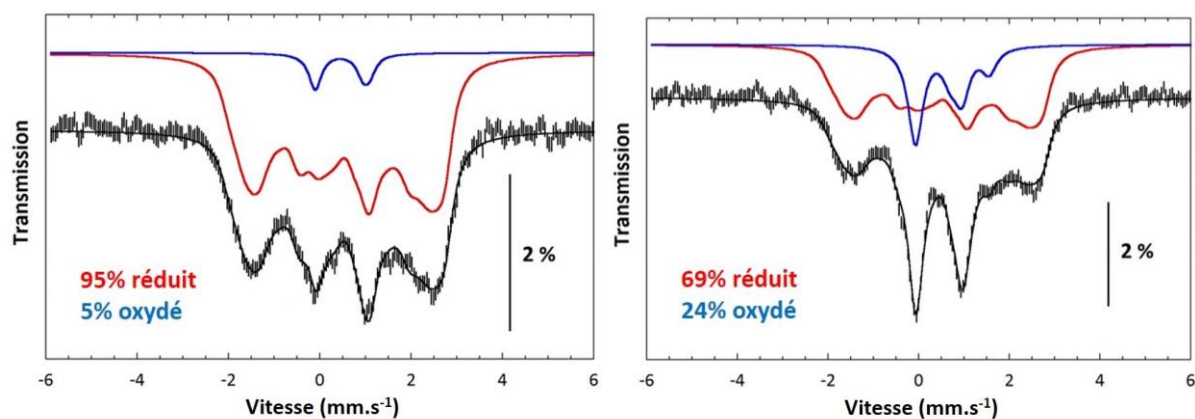 Transmission
95% réduit
5% oxydé
2 %
-6 -4 -2 0 2 4 6
Vitesse (mm.s-1)
Transmission
69% réduit
24% oxydé
2 %
-6 -4 -2 0 2 4 6
Vitesse (mm.s-1)